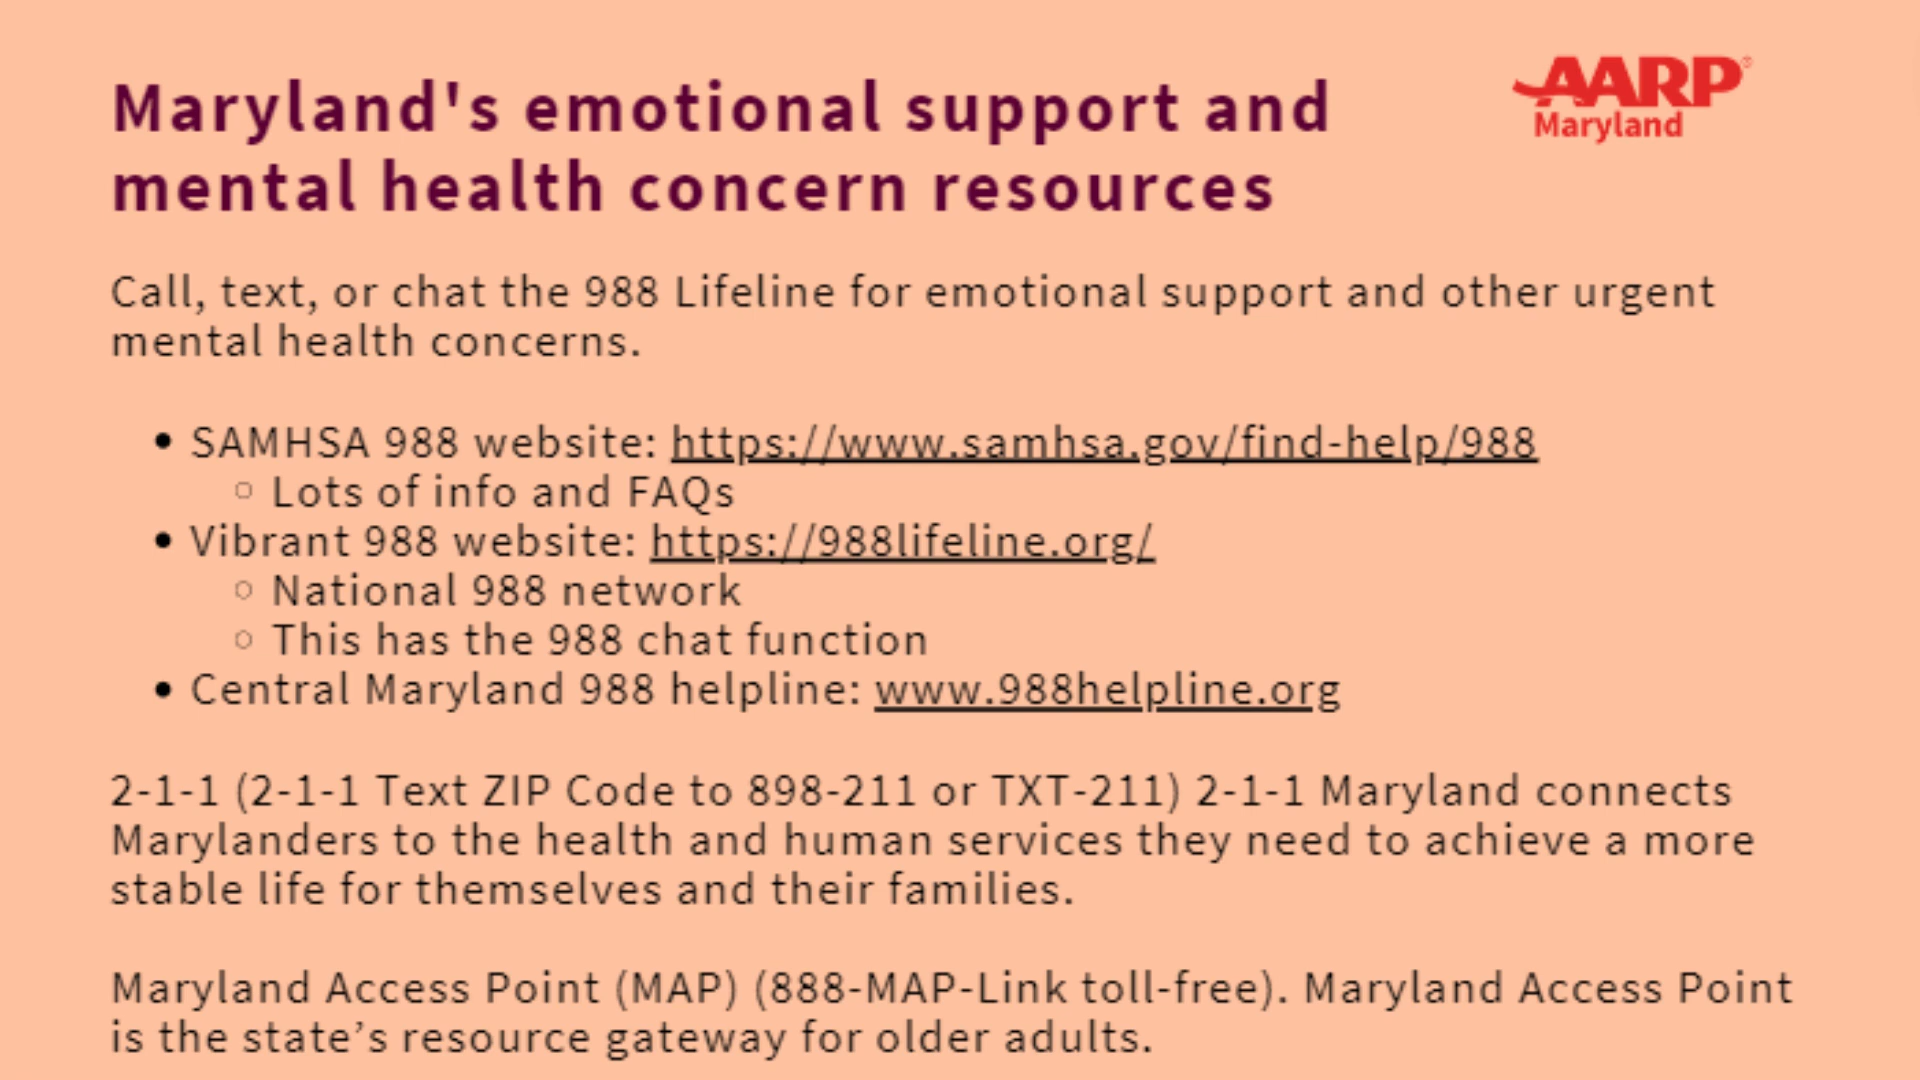 AARP®
Maryland
Maryland's emotional support and
mental health concern resources
Call, text, or chat the 988 Lifeline for emotional support and other urgent
mental health concerns.
• SAMHSA 988 website: https://www.samhsa.gov/find-help/988
○ Lots of info and FAQs
• Vibrant 988 website: https://988lifeline.org/
○ National 988 network
○ This has the 988 chat function
• Central Maryland 988 helpline: www.988helpline.org
2-1-1 (2-1-1 Text ZIP Code to 898-211 or TXT-211) 2-1-1 Maryland connects
Marylanders to the health and human services they need to achieve a more
stable life for themselves and their families.
Maryland Access Point (MAP) (888-MAP-Link toll-free). Maryland Access Point
is the state’s resource gateway for older adults.